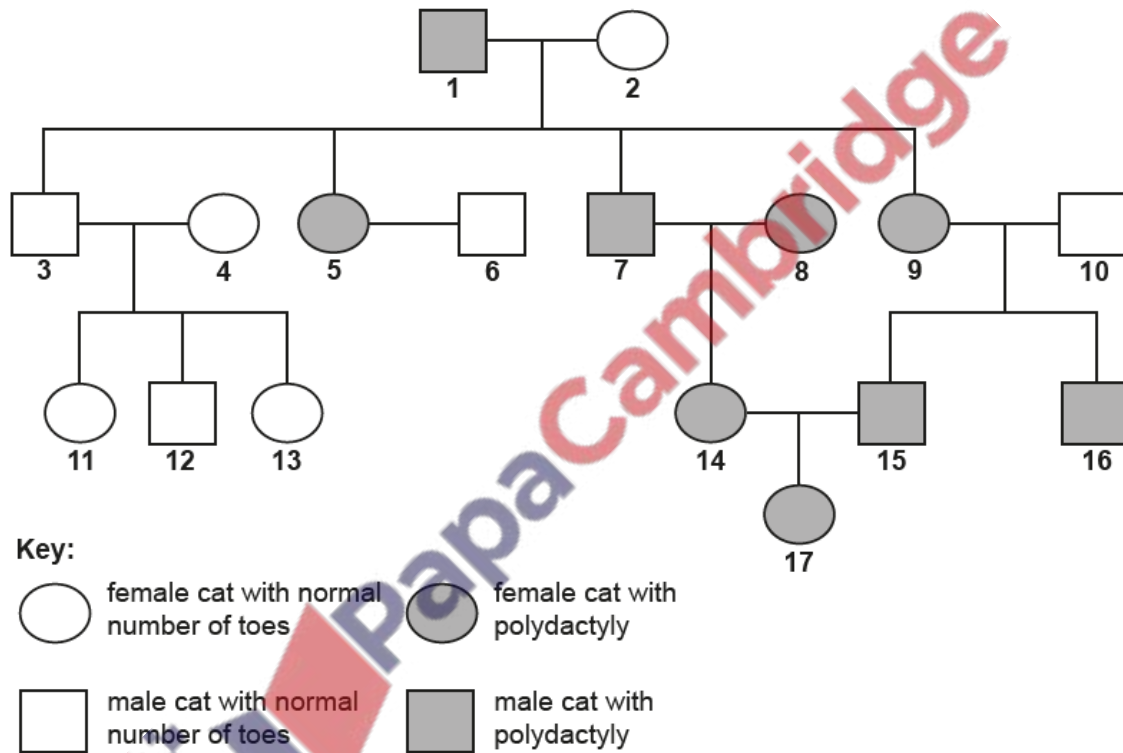 1
2
3
4
5
6
7
8
9
10
11
12
13
14
15
16
17
Key:
female cat with normal
number of toes
female cat with
polydactyly
male cat with normal
number of toes
male cat with
polydactyly
PapaCambridge